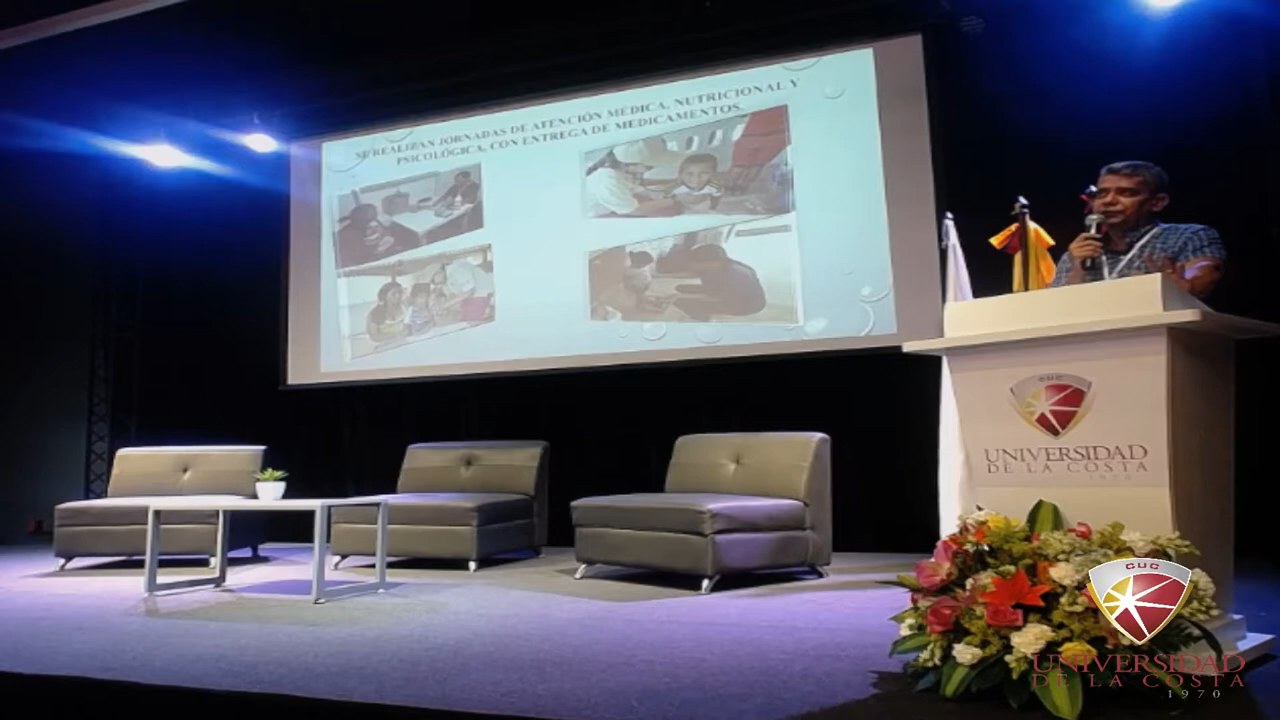 SE REALIZAN JORNADAS DE ATENCIÓN MÉDICA, NUTRICIONAL Y
PSICOLÓGICA, CON ENTREGA DE MEDICAMENTOS.
CUC
UNIVERSIDAD
DE LA COSTA
1970
CUC
UNIVERSIDAD
DE LA COSTA
1970